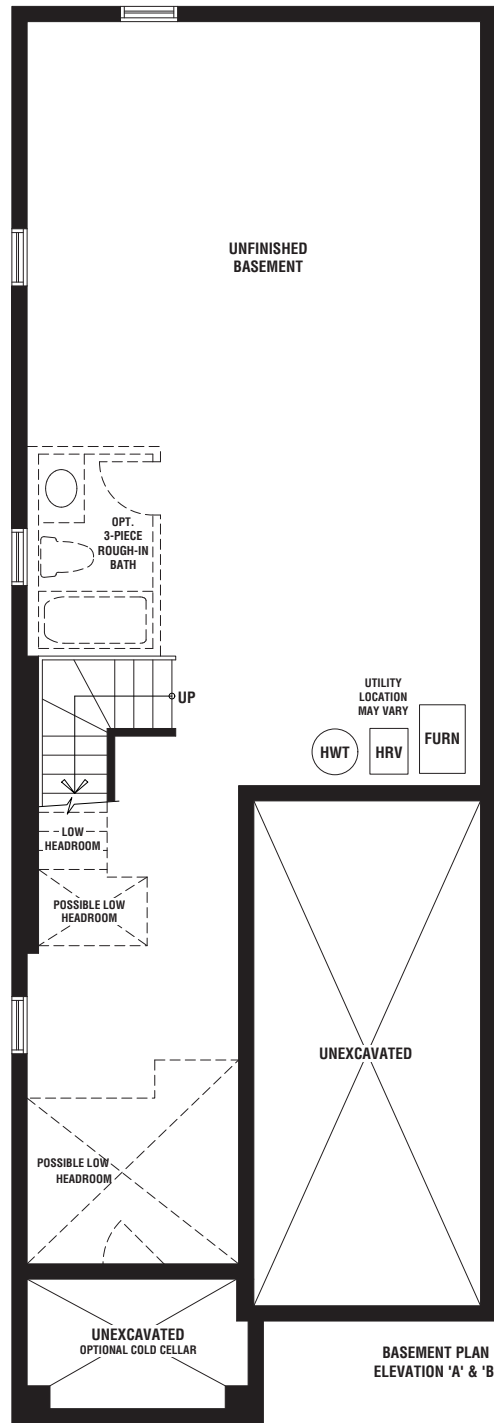 UNFINISHED
BASEMENT
OPT.
3-PIECE
ROUGH-IN
BATH
UP
UTILITY
LOCATION
MAY VARY
HWT
HRV
FURN
LOW
HEADROOM
POSSIBLE LOW
HEADROOM
UNEXCAVATED
POSSIBLE LOW
HEADROOM
UNEXCAVATED
OPTIONAL COLD CELLAR
BASEMENT PLAN
ELEVATION 'A' & 'B